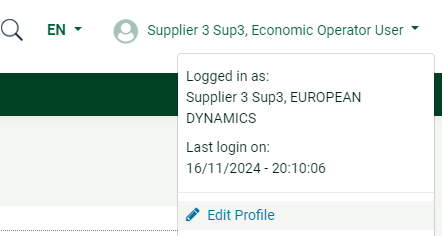 EN
Supplier 3 Sup3, Economic Operator User
Logged in as:
Supplier 3 Sup3, EUROPEAN
DYNAMICS
Last login on:
16/11/2024 - 20:10:06
Edit Profile